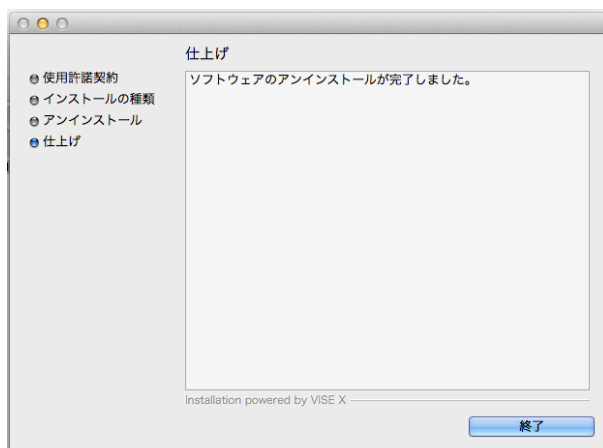 仕上げ
使用許諾契約
インストールの種類
アンインストール
仕上げ
ソフトウェアのアンインストールが完了しました。
Installation powered by VISE X
終了